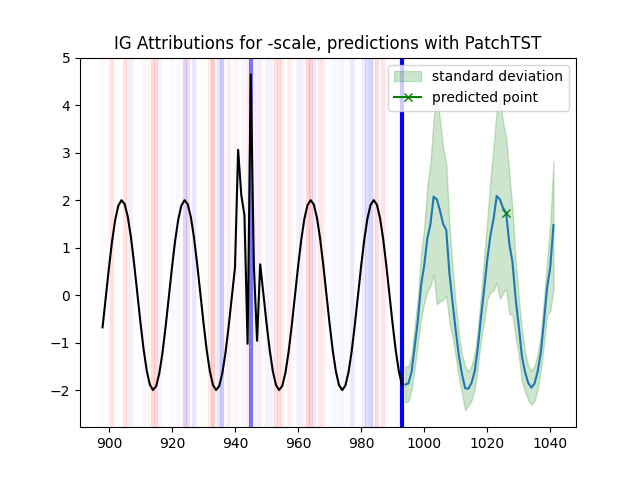 IG Attributions for -scale, predictions with PatchTST
standard deviation
predicted point
5
4
3
2
1
0
−1
−2
900 920 940 960 980 1000 1020 1040